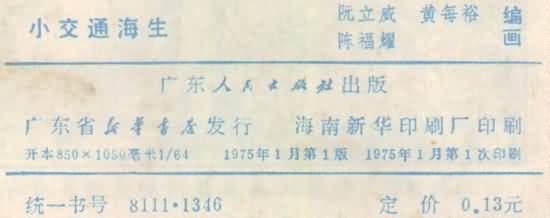 小交通海生
阮立威 黄每裕 编
陈福耀 画
广东人民出版社出版
广东省新华书店发行 海南新华印刷厂印刷
开本850×1050毫米1/64 1975年1月第1版 1975年1月第1次印刷
统一书号 8111·1346 定价 0.13元